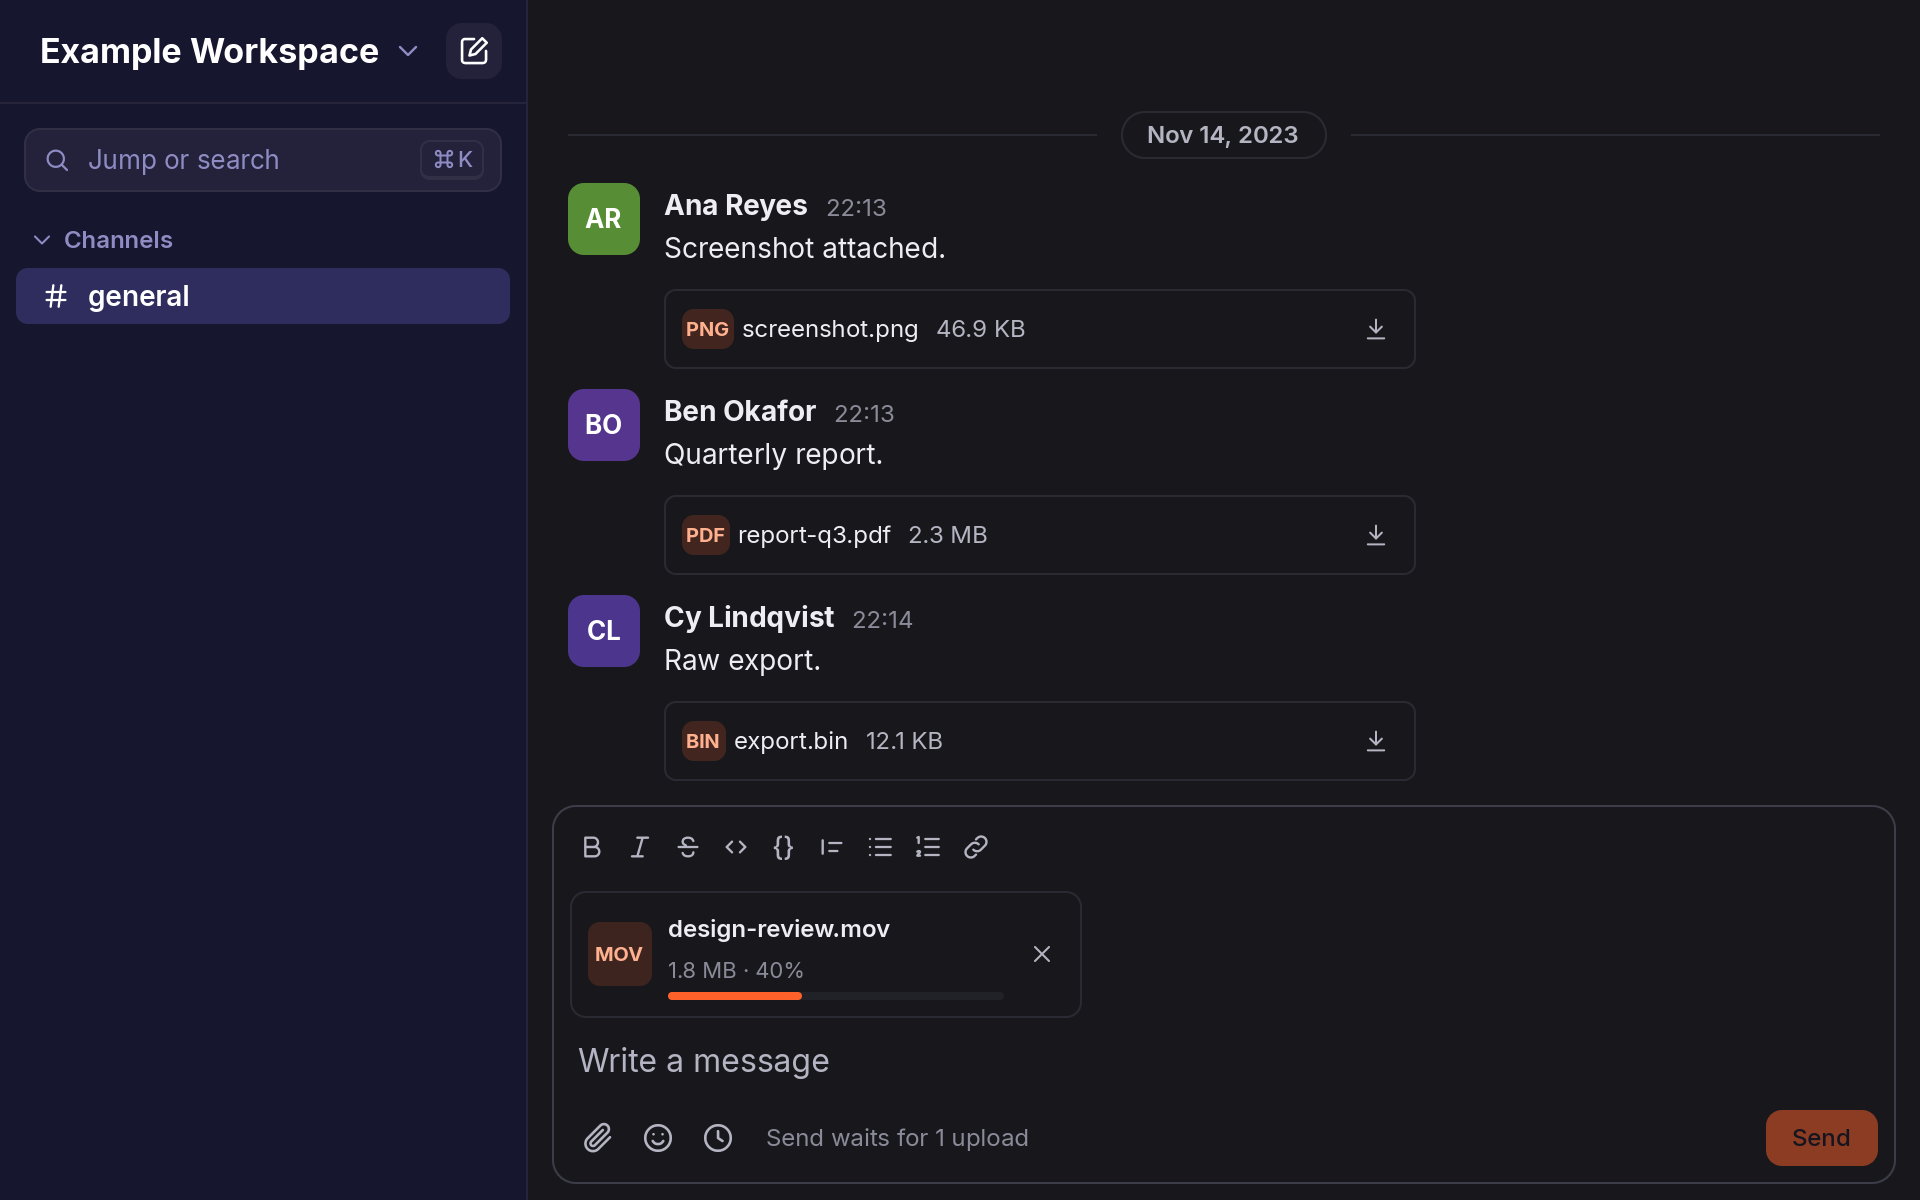 Example Workspace
Jump or search ⌘K
Channels
# general
Nov 14, 2023
AR Ana Reyes 22:13
Screenshot attached.
PNG screenshot.png 46.9 KB
BO Ben Okafor 22:13
Quarterly report.
PDF report-q3.pdf 2.3 MB
CL Cy Lindqvist 22:14
Raw export.
BIN export.bin 12.1 KB
design-review.mov
MOV
1.8 MB · 40%
Write a message
Send waits for 1 upload
Send